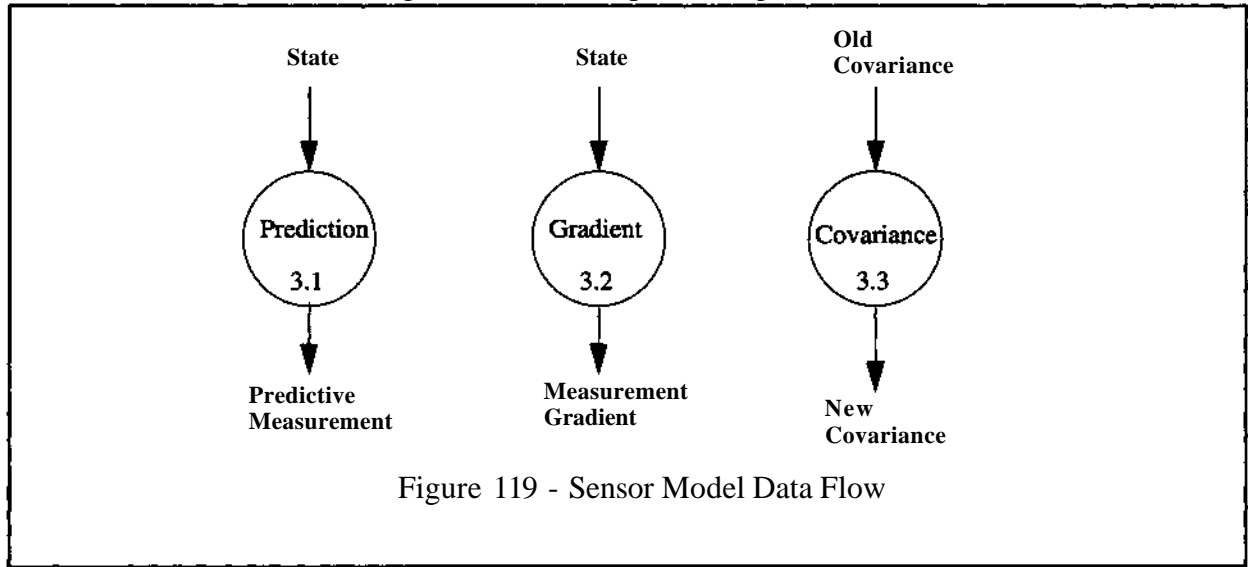 State
Prediction
3.1
Predictive
Measurement
State
Gradient
3.2
Measurement
Gradient
Old
Covariance
Covariance
3.3
New
Covariance
Figure 119 - Sensor Model Data Flow